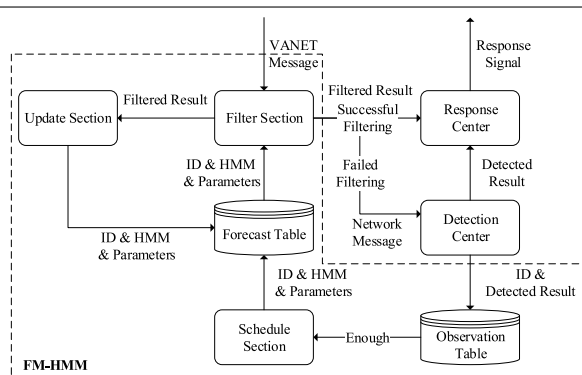 VANET
Message
Response
Signal
Filtered Result
Filtered Result
Update Section
Filter Section
Successful
Filtering
Response
Center
ID & HMM
& Parameters
Failed
Filtering
Detected
Result
ID & HMM
& Parameters
Forecast Table
Network
Message
Detection
Center
ID & HMM
& Parameters
ID &
Detected Result
Schedule
Section
Enough
Observation
Table
FM-HMM